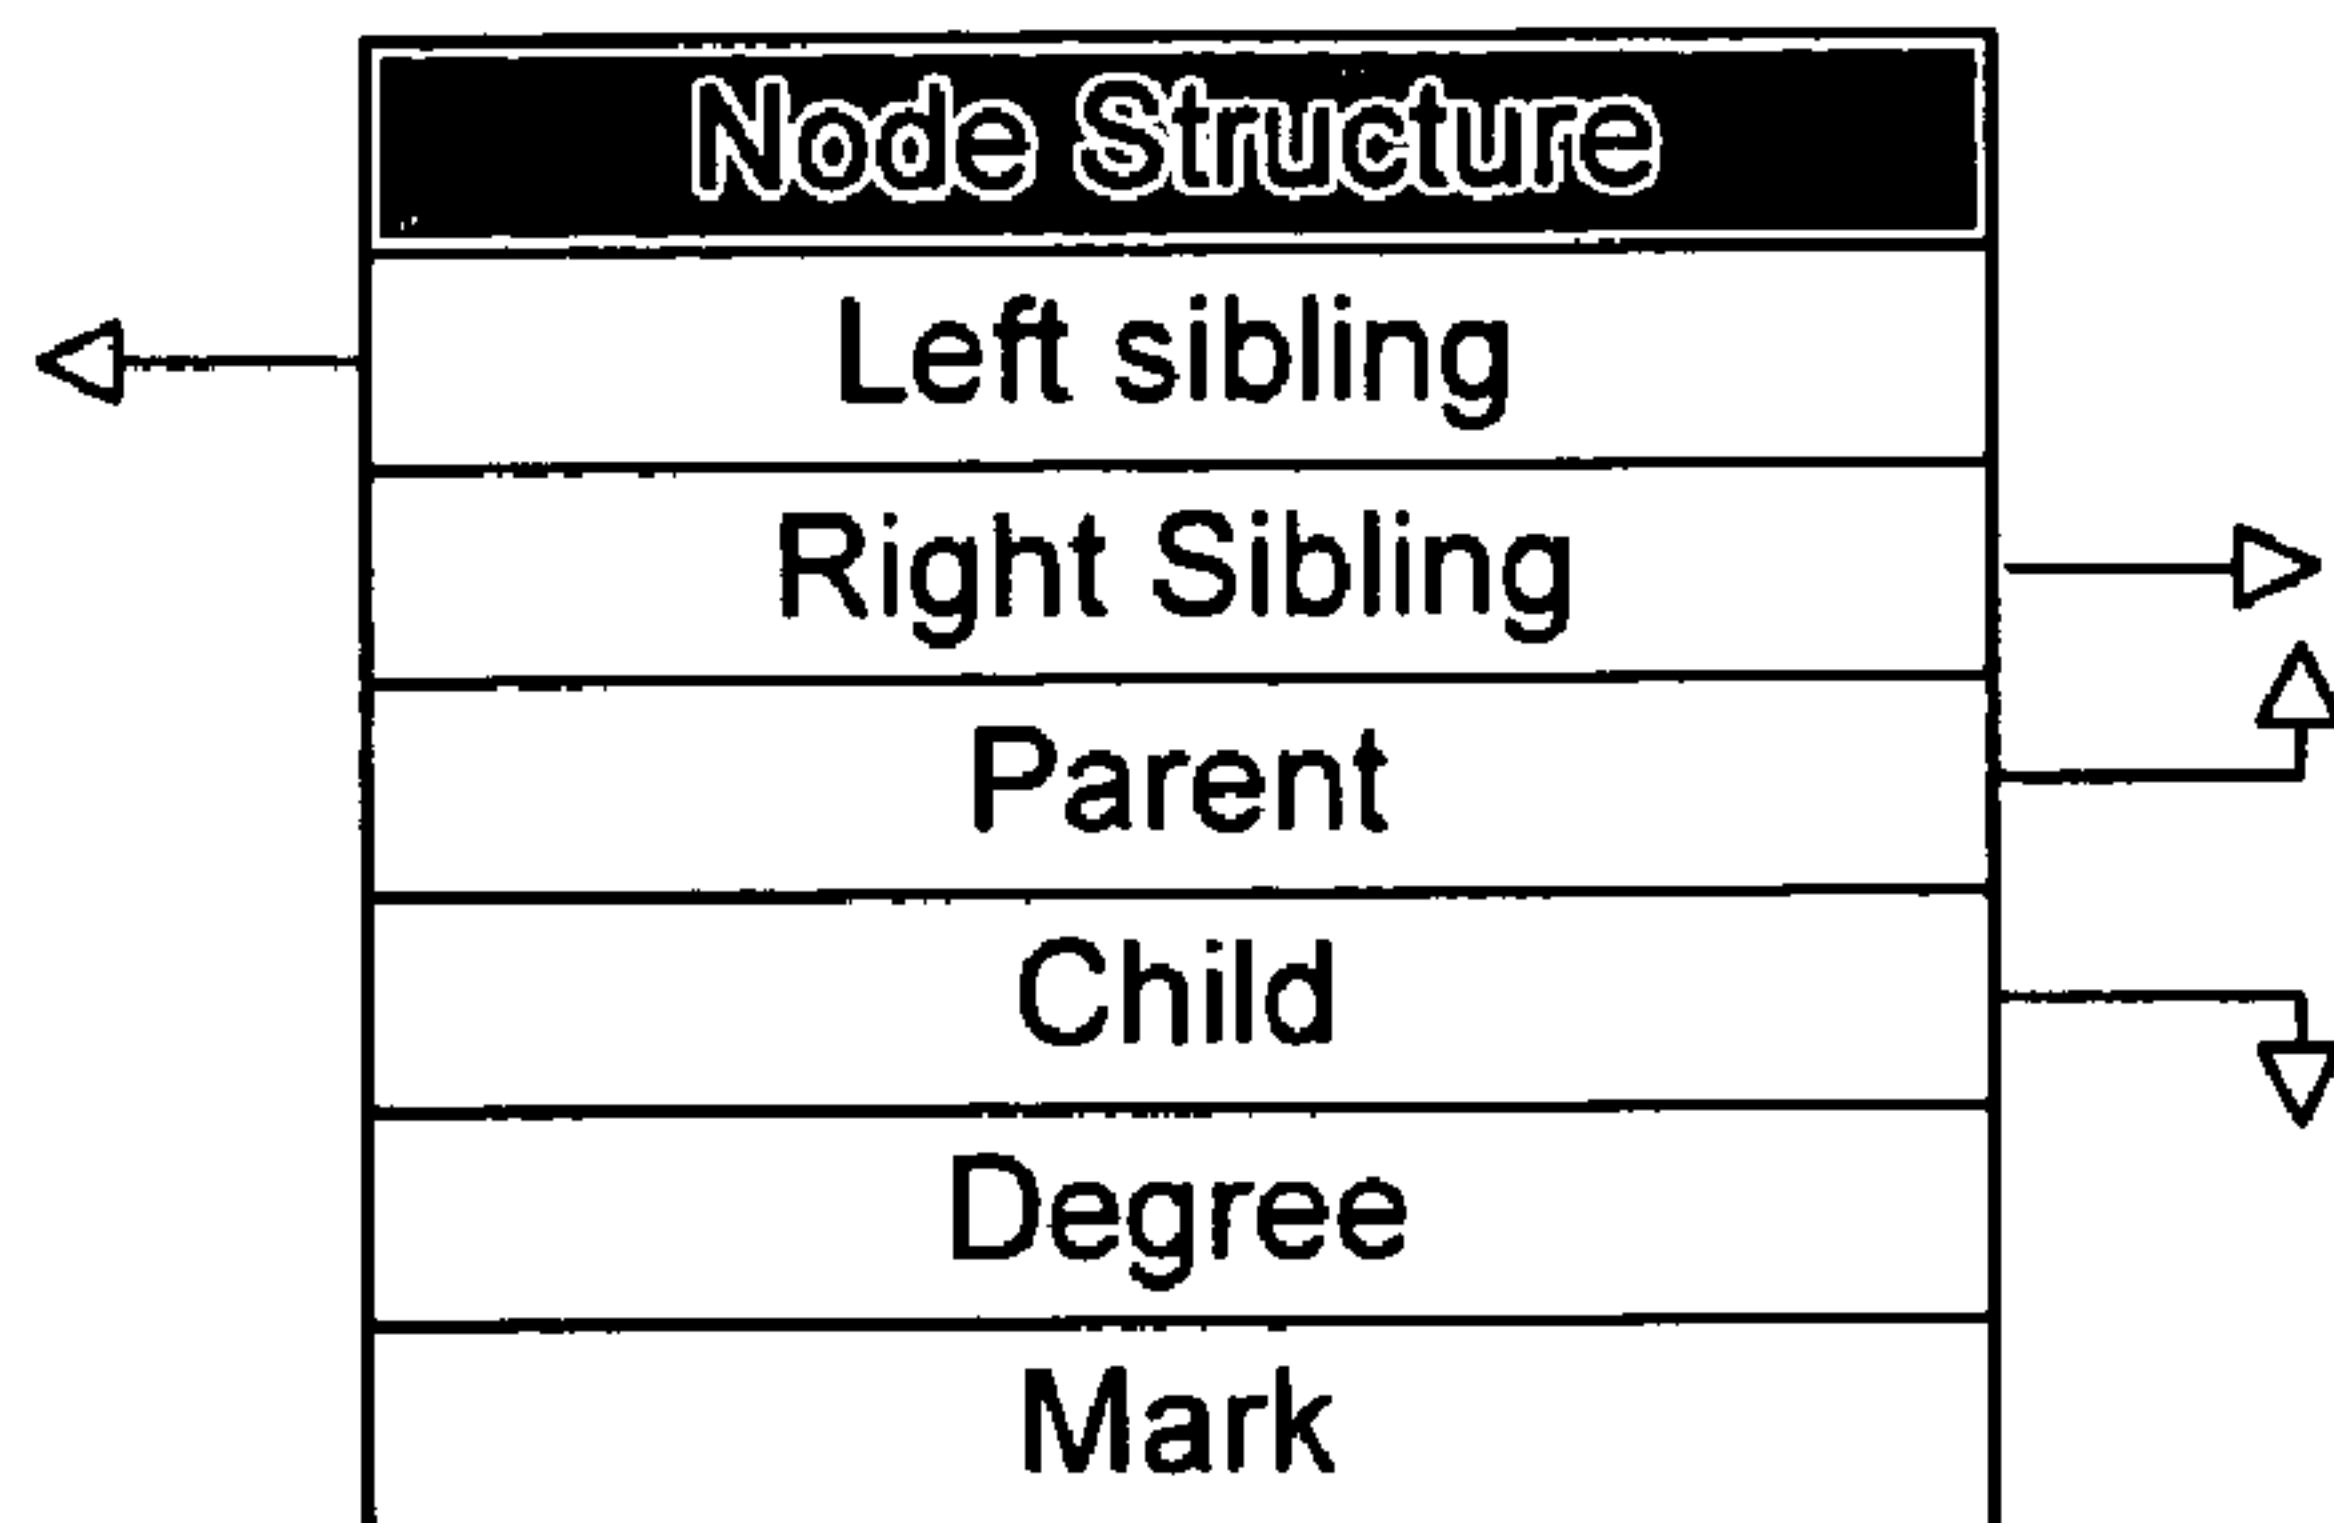 Node Structure
Left sibling
Right Sibling
Parent
Child
Degree
Mark